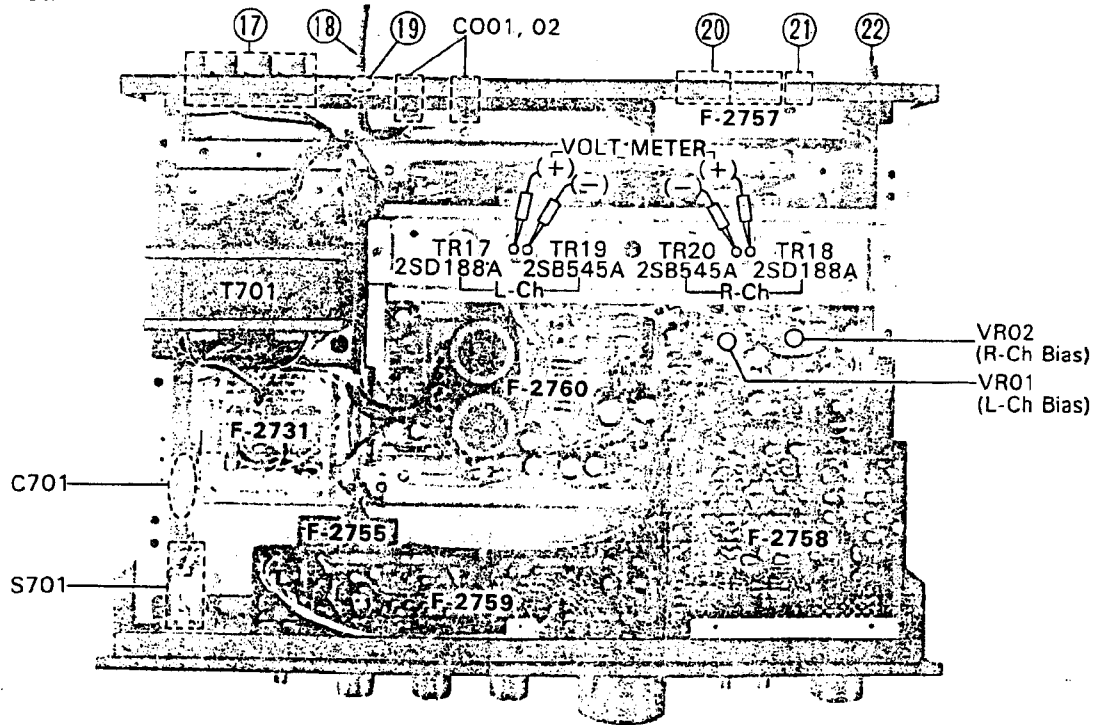 17 18 19 C001, 02 20 21 22
F-2757
VOLT METER
(+) (−) (−) (+)
TR17 TR19 TR20 TR18
2SD188A 2SB545A 2SB545A 2SD188A
L-Ch R-Ch
T701
VR02
(R-Ch Bias)
F-2760
VR01
(L-Ch Bias)
F-2731
C701
F-2755
F-2758
S701
F-2759